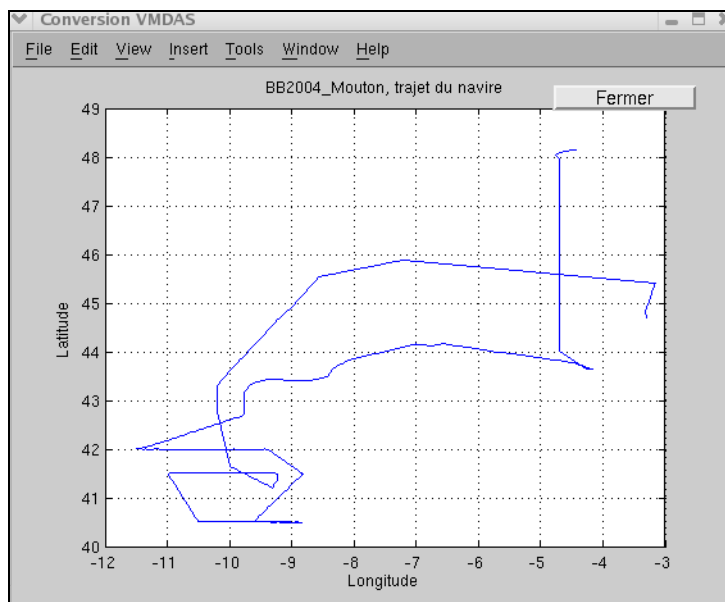 Conversion VMDAS
File Edit View Insert Tools Window Help
BB2004_Mouton, trajet du navire
Fermer
49
48
47
46
45
44
43
42
41
40
Latitude
-12 -11 -10 -9 -8 -7 -6 -5 -4 -3
Longitude